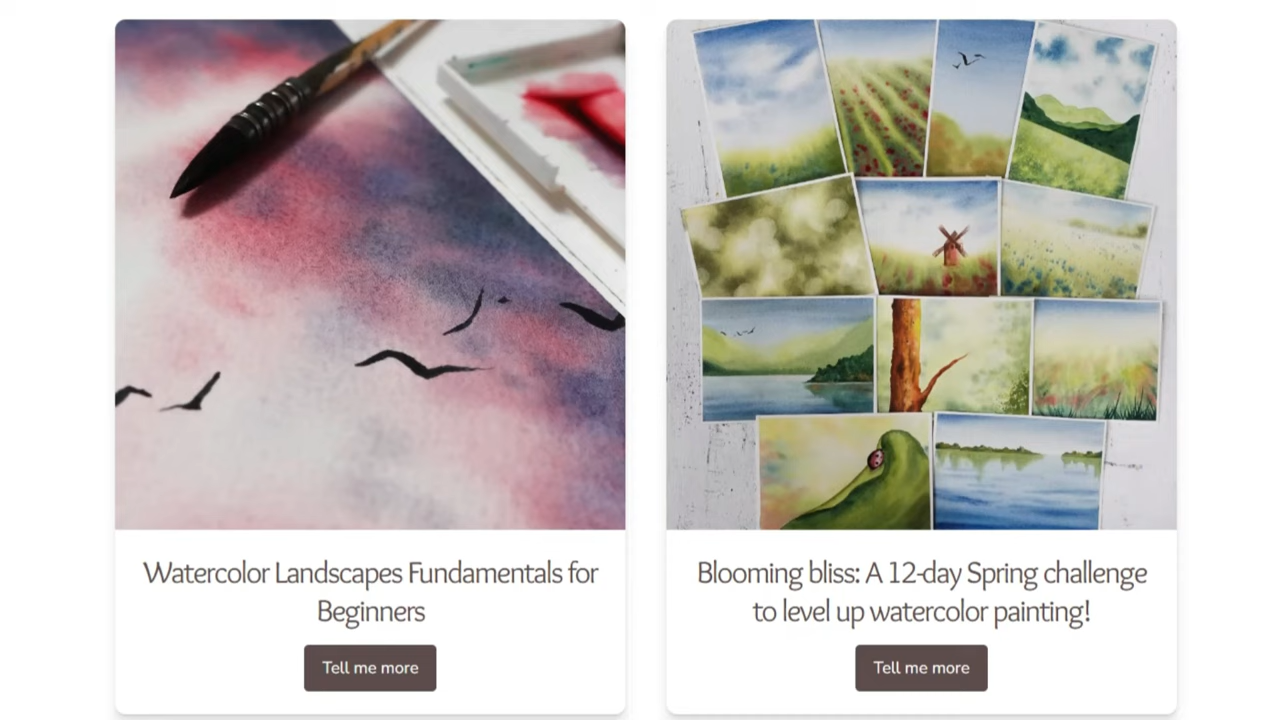 Watercolor Landscapes Fundamentals for
Beginners
Tell me more
Blooming bliss: A 12-day Spring challenge
to level up watercolor painting!
Tell me more